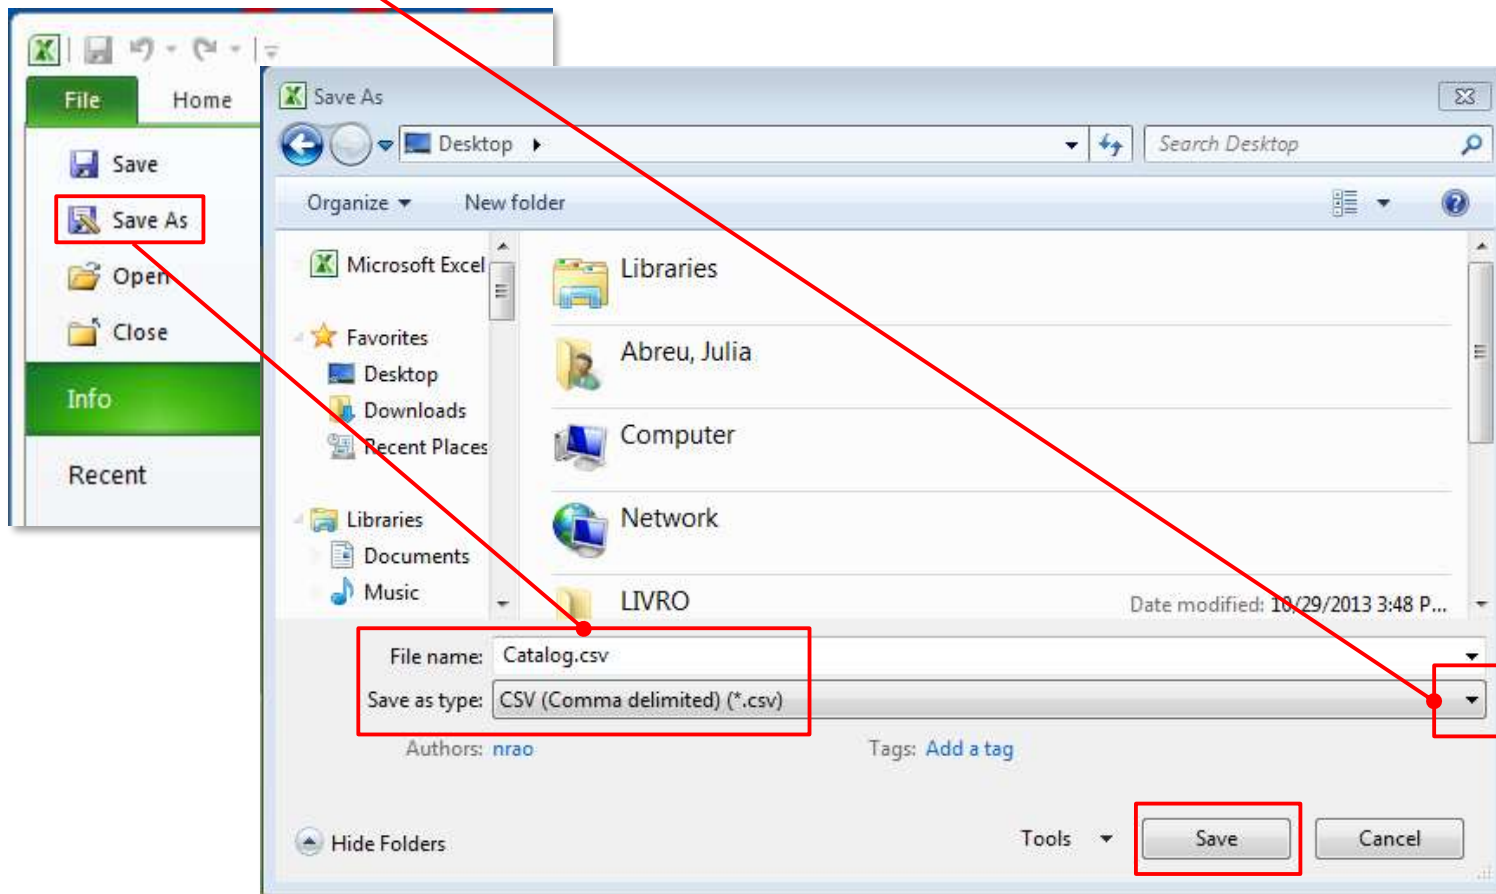 File Home
Save
Save As
Open
Close
Info
Recent
Save As
Desktop
Search Desktop
Organize New folder
Microsoft Excel
Favorites
Desktop
Downloads
Recent Places
Libraries
Documents
Music
Libraries
Abreu, Julia
Computer
Network
LIVRO Date modified: 10/29/2013 3:48 P...
File name: Catalog.csv
Save as type: CSV (Comma delimited) (*.csv)
Authors: nrao Tags: Add a tag
Hide Folders Tools Save Cancel